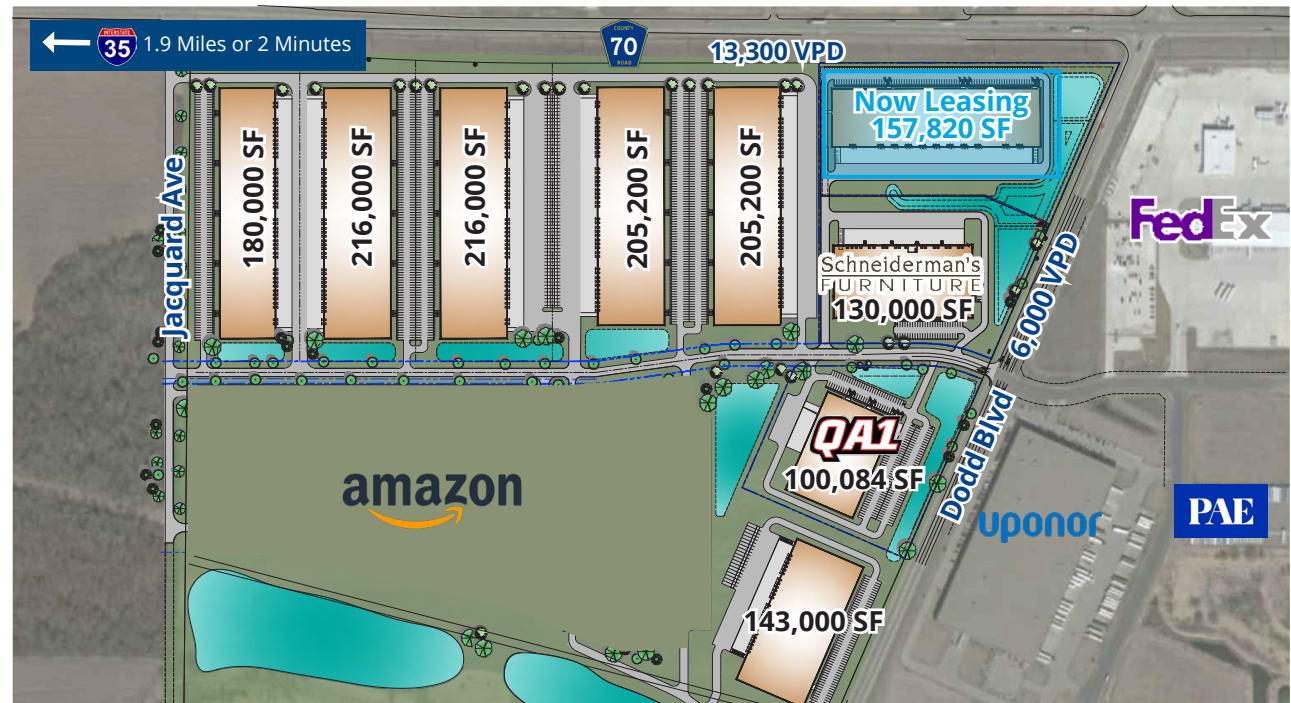 INTERSTATE
35
1.9 Miles or 2 Minutes
COUNTY
70
ROAD
13,300 VPD
Now Leasing
157,820 SF
Jacquard Ave
180,000 SF
216,000 SF
216,000 SF
205,200 SF
205,200 SF
FedEx
Schneiderman's
FURNITURE
130,000 SF
6,000 VPD
Dodd Blvd
QA1
100,084 SF
amazon
uponor
PAE
143,000 SF